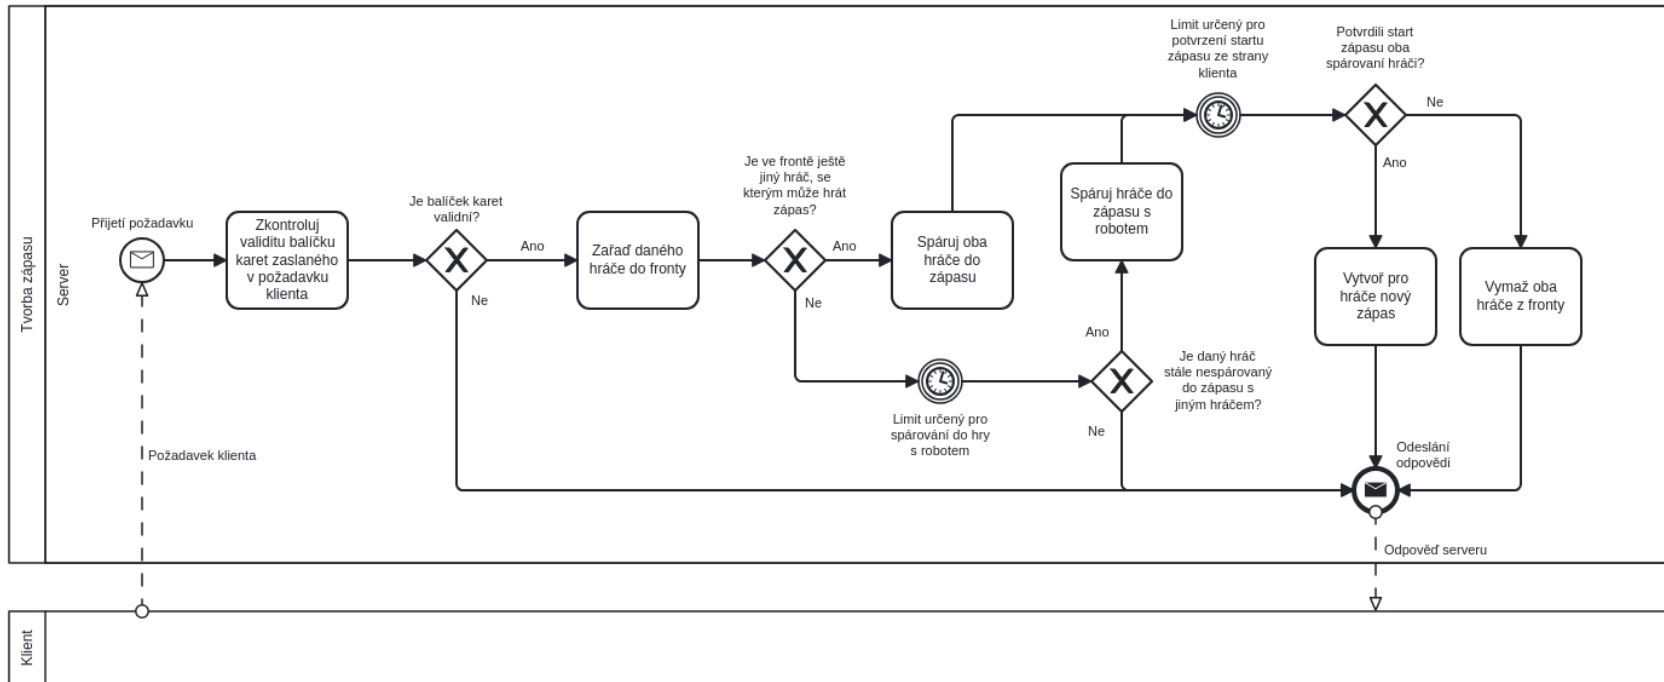 Tvorba zápasu
Server
Přijetí požadavku
Zkontroluj
validitu balíčku
karet zaslaného
v požadavku
klienta
Je balíček karet
validní?
Ano
Ne
Zařaď daného
hráče do fronty
Je ve frontě ještě
jiný hráč, se
kterým může hrát
zápas?
Ano
Ne
Spáruj oba
hráče do
zápasu
Limit určený pro
spárování do hry
s robotem
Spáruj hráče do
zápasu s
robotem
Ano
Je daný hráč
stále nespárovaný
do zápasu s
jiným hráčem?
Ne
Limit určený pro
potvrzení startu
zápasu ze strany
klienta
Potvrdili start
zápasu oba
spárovaní hráči?
Ne
Ano
Vytvoř pro
hráče nový
zápas
Vymaž oba
hráče z fronty
Odeslání
odpovědi
Požadavek klienta
Odpověď serveru
Klient